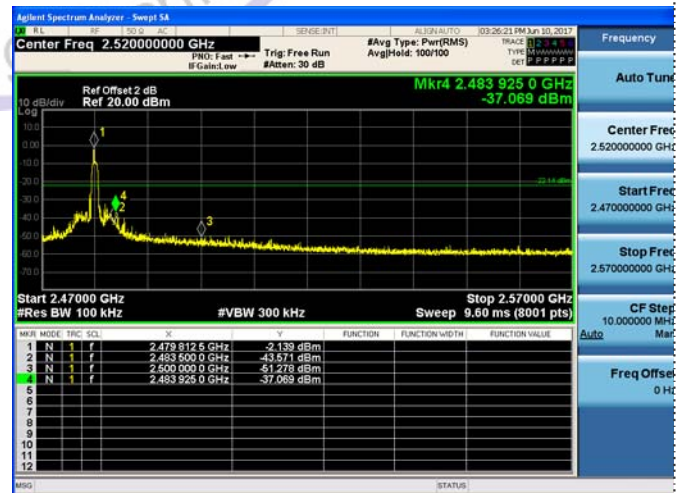 Agilent Spectrum Analyzer - Swept SA
RL RF 50 Ω AC SENSE:INT ALIGNAUTO 03:26:21 PM Jun 10, 2017
Center Freq 2.520000000 GHz
PNO: Fast
IFGain:Low
Trig: Free Run
#Atten: 30 dB
#Avg Type: Pwr(RMS)
Avg|Hold: 100/100
TRACE 1 2 3 4 5 6
TYPE
DET P P P P P P
Mkr4 2.483 925 0 GHz
-37.069 dBm
Ref Offset 2 dB
10 dB/div Ref 20.00 dBm
Log
10.0
0.00
-10.0
-20.0
-30.0
-40.0
-50.0
-60.0
-70.0
1
4
2
3
-22.14 dBm
Start 2.47000 GHz
Stop 2.57000 GHz
#Res BW 100 kHz
#VBW 300 kHz
Sweep 9.60 ms (8001 pts)
MKR MODE TRC SCL X Y FUNCTION FUNCTION WIDTH FUNCTION VALUE
1 N 1 f 2.479 812 5 GHz -2.139 dBm
2 N 1 f 2.483 500 0 GHz -43.571 dBm
3 N 1 f 2.500 000 0 GHz -51.278 dBm
4 N 1 f 2.483 925 0 GHz -37.069 dBm
5
6
7
8
9
10
11
12
MSG STATUS
Frequency
Auto Tune
Center Freq
2.520000000 GHz
Start Freq
2.470000000 GHz
Stop Freq
2.570000000 GHz
CF Step
10.000000 MHz
Auto Man
Freq Offset
0 Hz